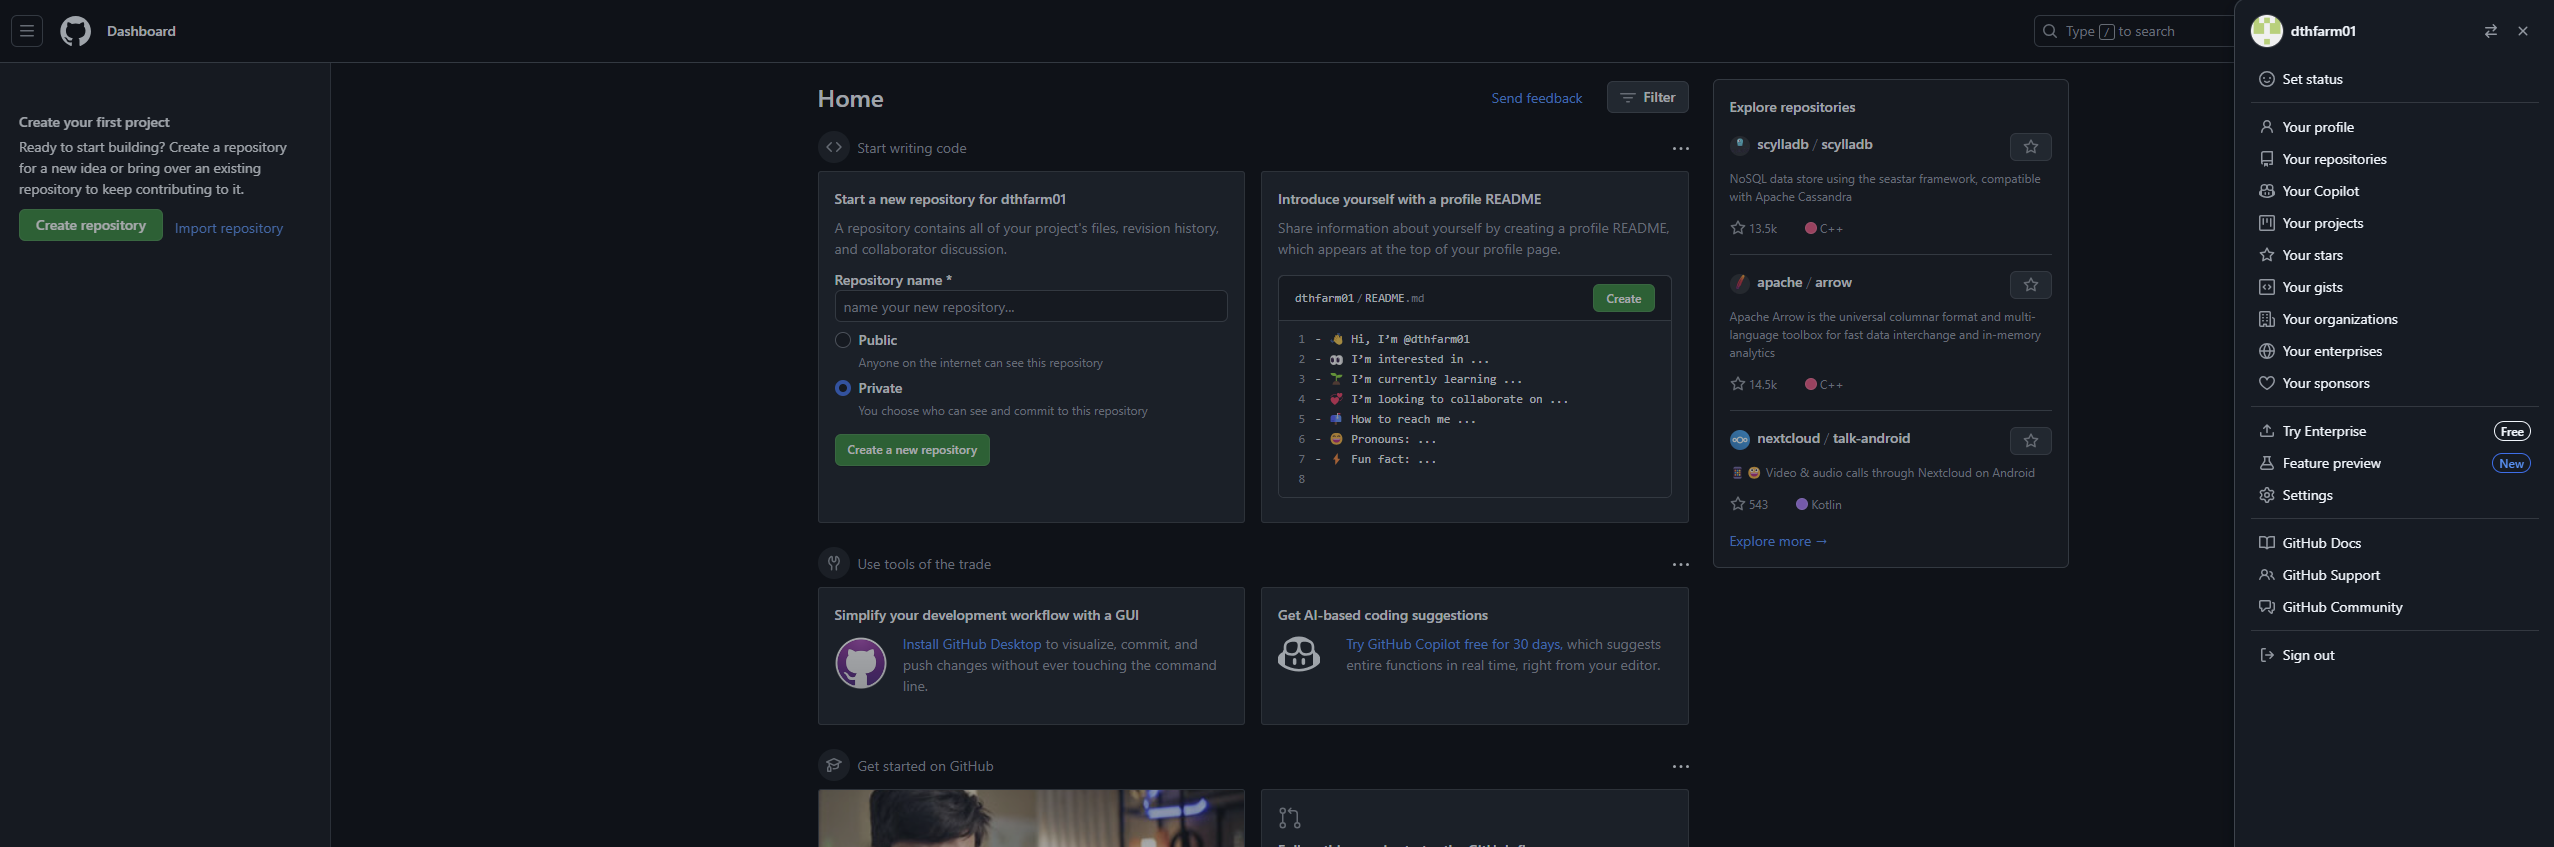 Dashboard
Type / to search
dthfarm01
Set status
Your profile
Your repositories
Your Copilot
Your projects
Your stars
Your gists
Your organizations
Your enterprises
Your sponsors
Try Enterprise
Free
Feature preview
New
Settings
GitHub Docs
GitHub Support
GitHub Community
Sign out
Create your first project
Ready to start building? Create a repository
for a new idea or bring over an existing
repository to keep contributing to it.
Create repository
Import repository
Home
Send feedback
Filter
Start writing code
Start a new repository for dthfarm01
A repository contains all of your project's files, revision history,
and collaborator discussion.
Repository name *
name your new repository...
Public
Anyone on the internet can see this repository
Private
You choose who can see and commit to this repository
Create a new repository
Introduce yourself with a profile README
Share information about yourself by creating a profile README,
which appears at the top of your profile page.
dthfarm01 / README.md
Create
1 - 👋 Hi, I’m @dthfarm01
2 - 👀 I’m interested in ...
3 - 🌱 I’m currently learning ...
4 - 💞️ I’m looking to collaborate on ...
5 - 📫 How to reach me ...
6 - 😄 Pronouns: ...
7 - ⚡ Fun fact: ...
8
Use tools of the trade
Simplify your development workflow with a GUI
Install GitHub Desktop to visualize, commit, and
push changes without ever touching the command
line.
Get AI-based coding suggestions
Try GitHub Copilot free for 30 days, which suggests
entire functions in real time, right from your editor.
Get started on GitHub
Explore repositories
scylladb / scylladb
NoSQL data store using the seastar framework, compatible
with Apache Cassandra
13.5k
C++
apache / arrow
Apache Arrow is the universal columnar format and multi-
language toolbox for fast data interchange and in-memory
analytics
14.5k
C++
nextcloud / talk-android
📱😀 Video & audio calls through Nextcloud on Android
543
Kotlin
Explore more →